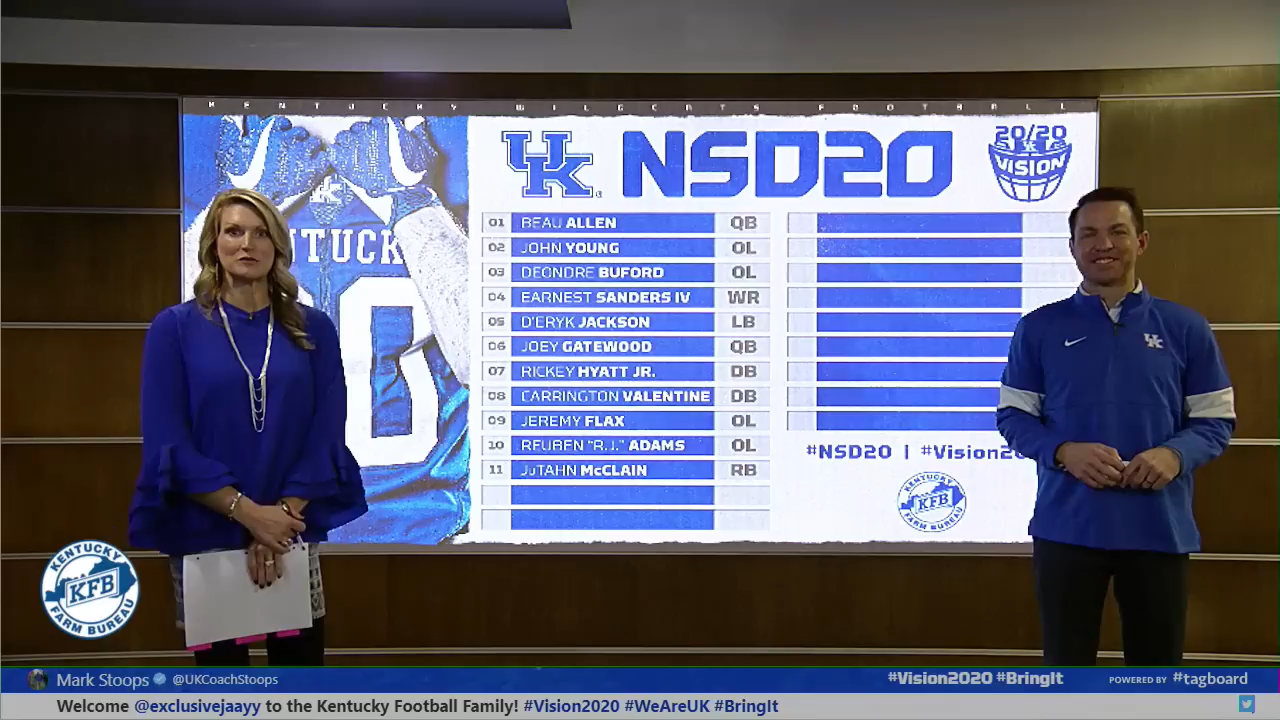 KENTUCKY WILDCATS FOOTBALL
UK NSD20
20/20
VISION
NTUCK
01 BEAU ALLEN QB
02 JOHN YOUNG OL
03 DEONDRE BUFORD OL
04 EARNEST SANDERS IV WR
05 D'ERYK JACKSON LB
06 JOEY GATEWOOD QB
07 RICKEY HYATT JR. DB
08 CARRINGTON VALENTINE DB
09 JEREMY FLAX OL
10 REUBEN "R.J." ADAMS OL
11 JuTAHN McCLAIN RB
#NSD20 | #Vision20
KENTUCKY
KFB
FARM BUREAU
UK
KENTUCKY
KFB
FARM BUREAU
Mark Stoops @UKCoachStoops #Vision2020 #BringIt POWERED BY #tagboard
Welcome @exclusivejaayy to the Kentucky Football Family! #Vision2020 #WeAreUK #BringIt